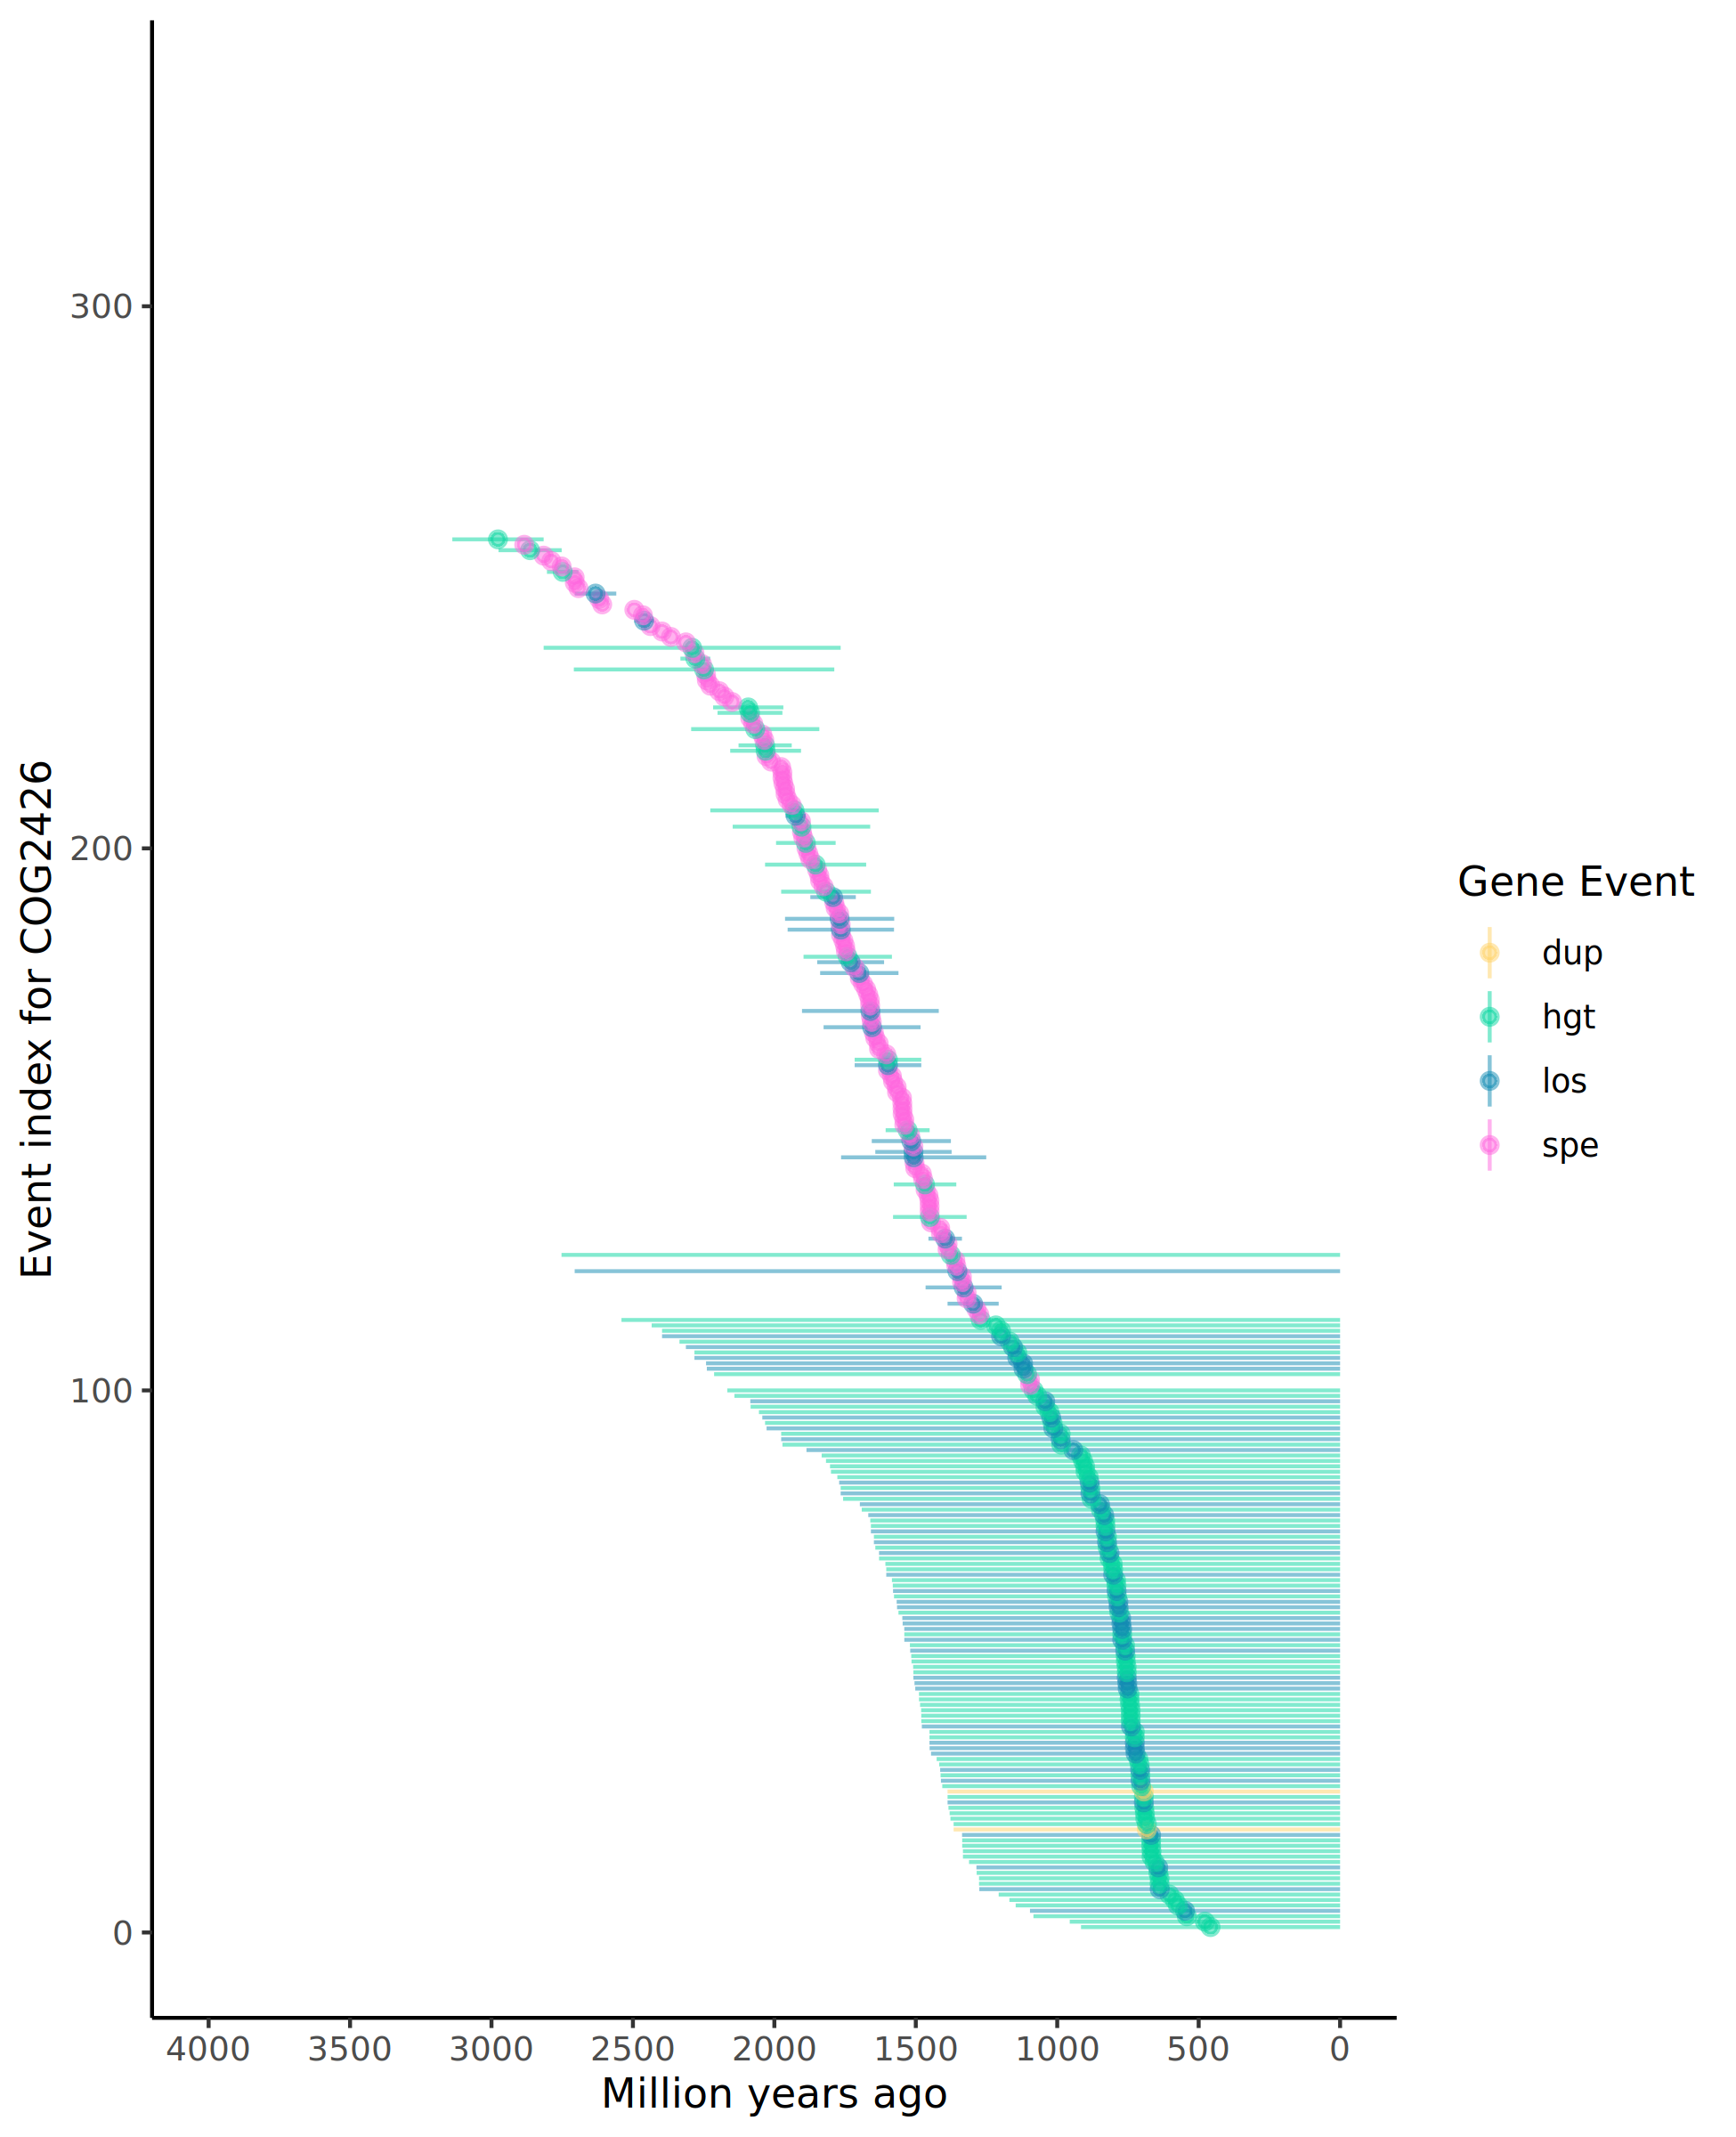 Event index for COG2426
300
200
100
0
4000 3500 3000 2500 2000 1500 1000 500 0
Million years ago
Gene Event
dup
hgt
los
spe